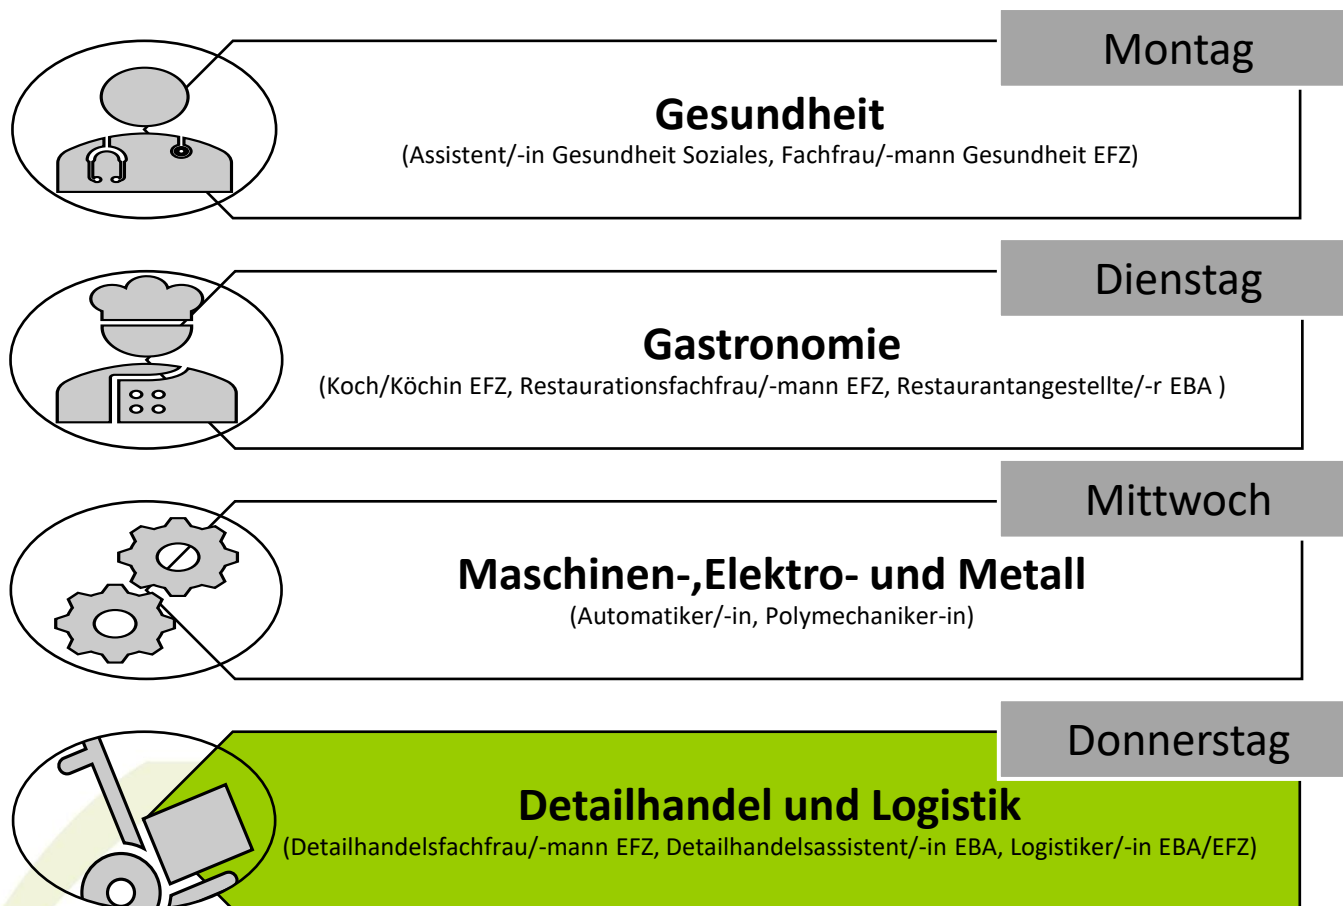 Montag
Gesundheit
(Assistent/-in Gesundheit Soziales, Fachfrau/-mann Gesundheit EFZ)
Dienstag
Gastronomie
(Koch/Köchin EFZ, Restaurationsfachfrau/-mann EFZ, Restaurantangestellte/-r EBA )
Mittwoch
Maschinen-,Elektro- und Metall
(Automatiker/-in, Polymechaniker-in)
Donnerstag
Detailhandel und Logistik
(Detailhandelsfachfrau/-mann EFZ, Detailhandelsassistent/-in EBA, Logistiker/-in EBA/EFZ)